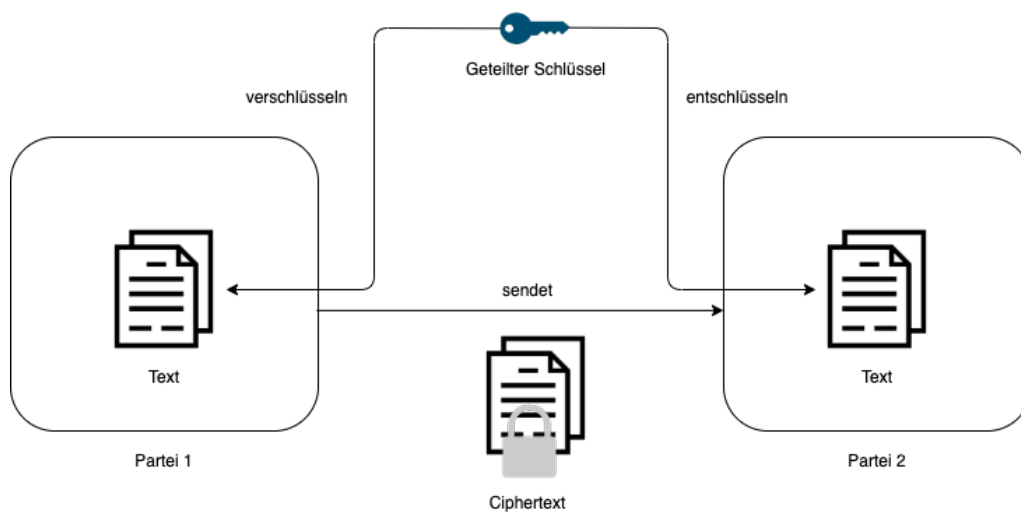 Geteilter Schlüssel
verschlüsseln
entschlüsseln
sendet
Text
Text
Partei 1
Partei 2
Ciphertext